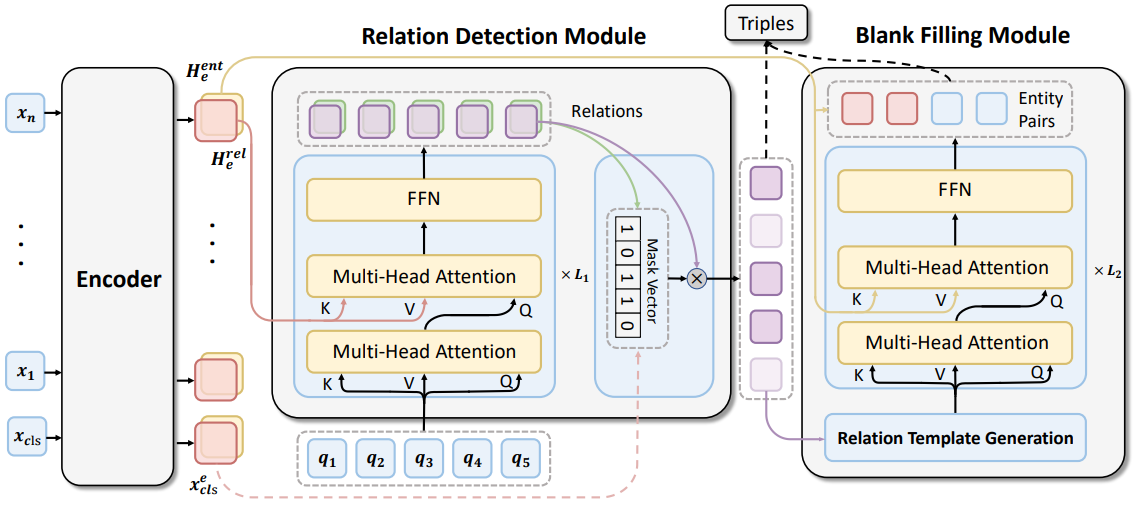 Triples
Relation Detection Module
Blank Filling Module
H_e^{ent}
x_n
H_e^{rel}
Relations
Entity
Pairs
FFN
FFN
Encoder
Multi-Head Attention
× L_1
1
0
1
1
0
Mask Vector
×
Multi-Head Attention
× L_2
K
V
Q
K
V
Q
Multi-Head Attention
Multi-Head Attention
x_1
K
V
Q
K
V
Q
x_{cls}
q_1
q_2
q_3
q_4
q_5
Relation Template Generation
x_{cls}^e